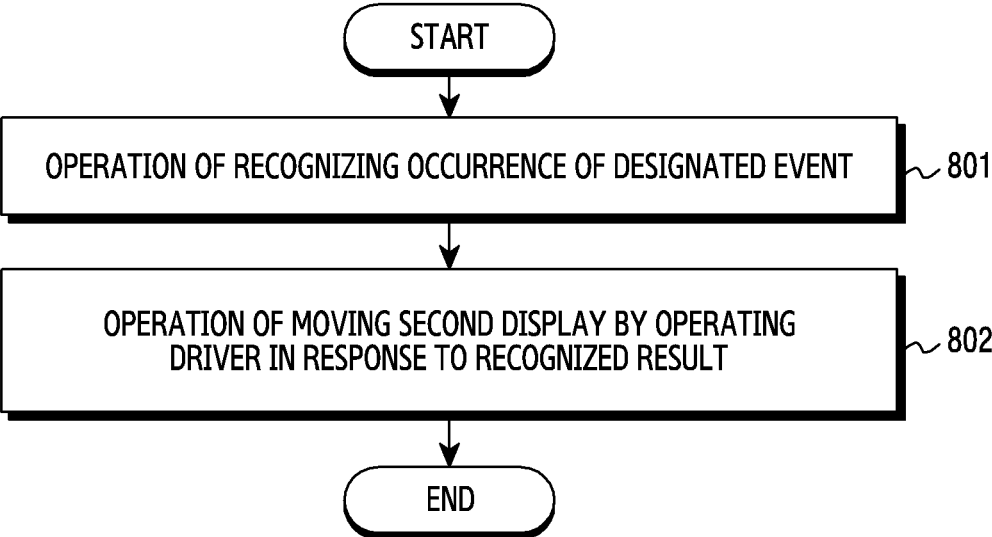 START
OPERATION OF RECOGNIZING OCCURRENCE OF DESIGNATED EVENT
801
OPERATION OF MOVING SECOND DISPLAY BY OPERATING
DRIVER IN RESPONSE TO RECOGNIZED RESULT
802
END